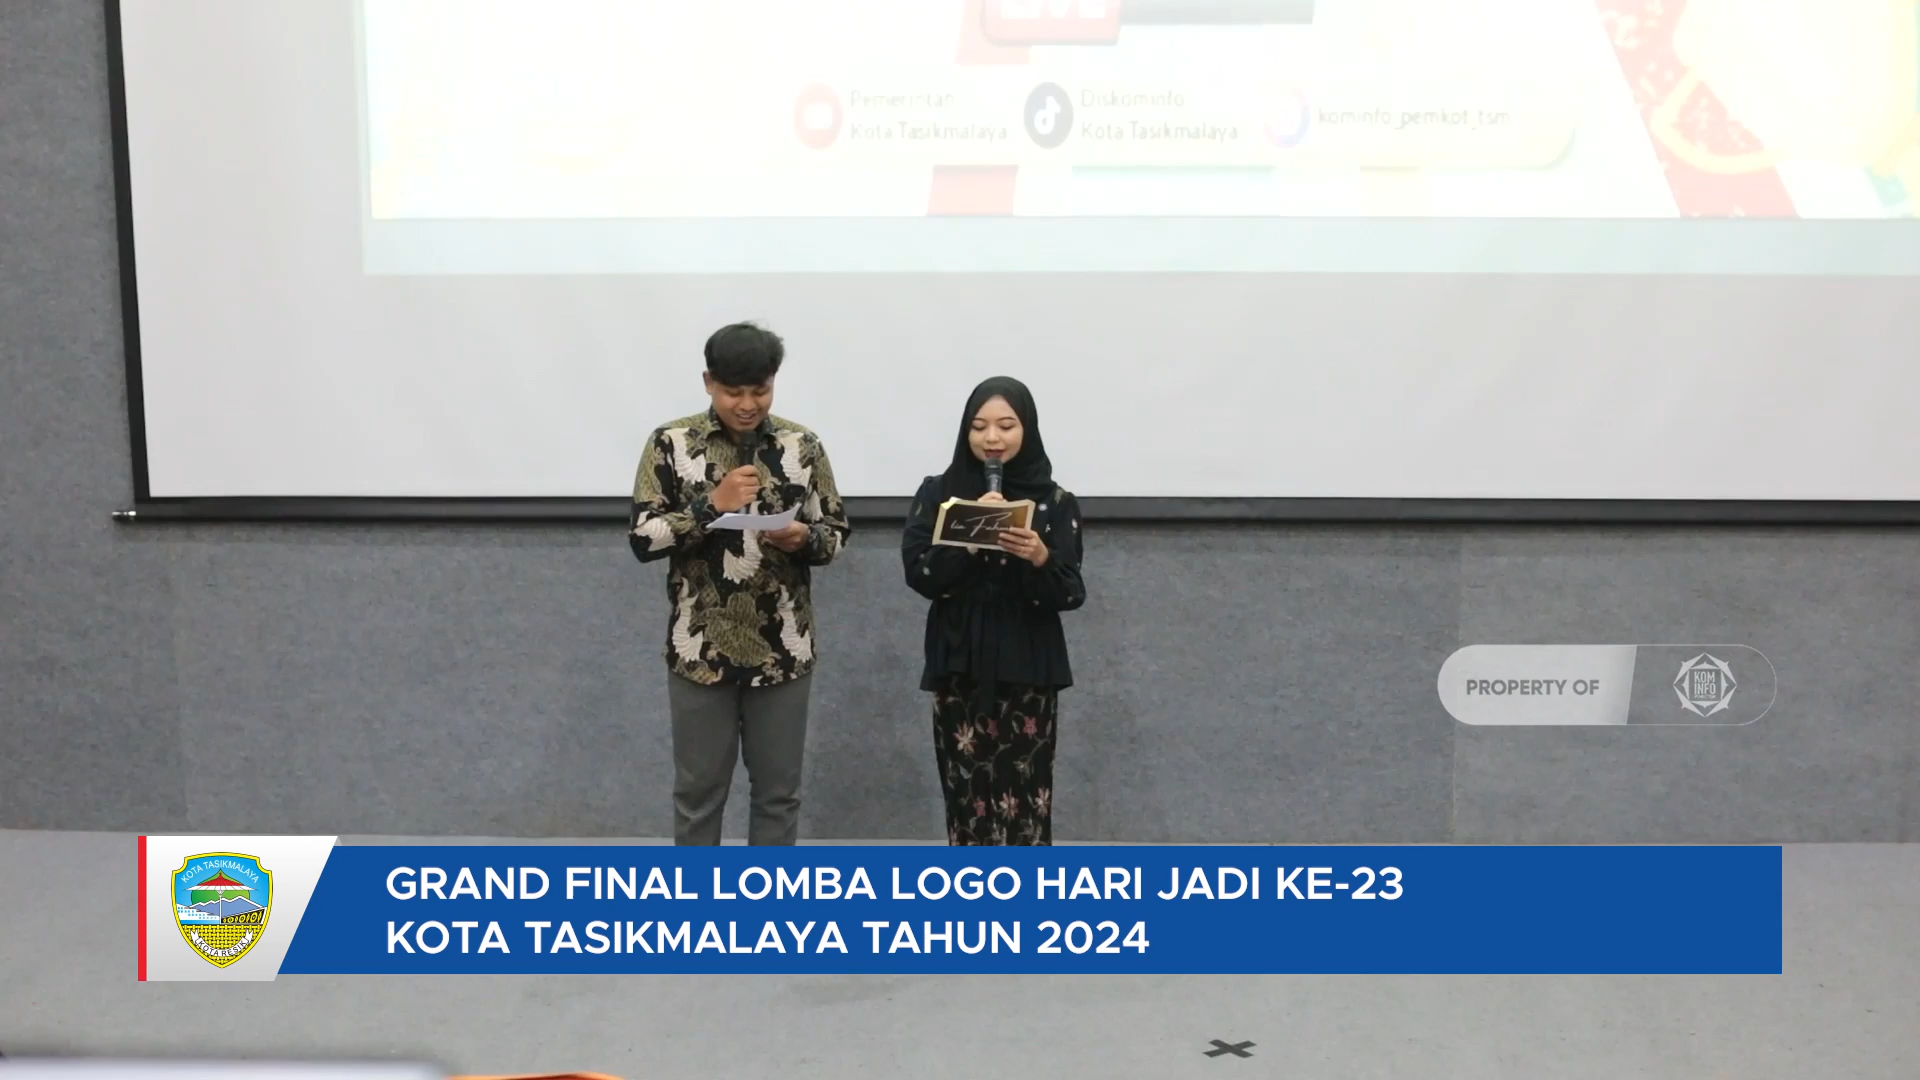 LIVE
Pemerintah
Kota Tasikmalaya
Diskominfo
Kota Tasikmalaya
kominfo_pemkot_tsm
PROPERTY OF
KOM
INFO
KOTA TASIKMALAYA
GRAND FINAL LOMBA LOGO HARI JADI KE-23
KOTA TASIKMALAYA TAHUN 2024